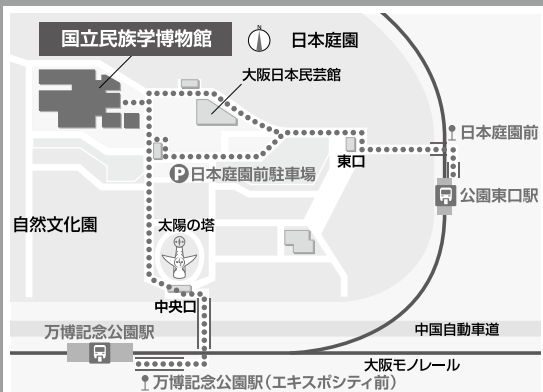 国立民族学博物館
N
日本庭園
大阪日本民芸館
日本庭園前
東口
P日本庭園前駐車場
公園東口駅
自然文化園
太陽の塔
中央口
万博記念公園駅
中国自動車道
大阪モノレール
万博記念公園駅（エキスポシティ前）